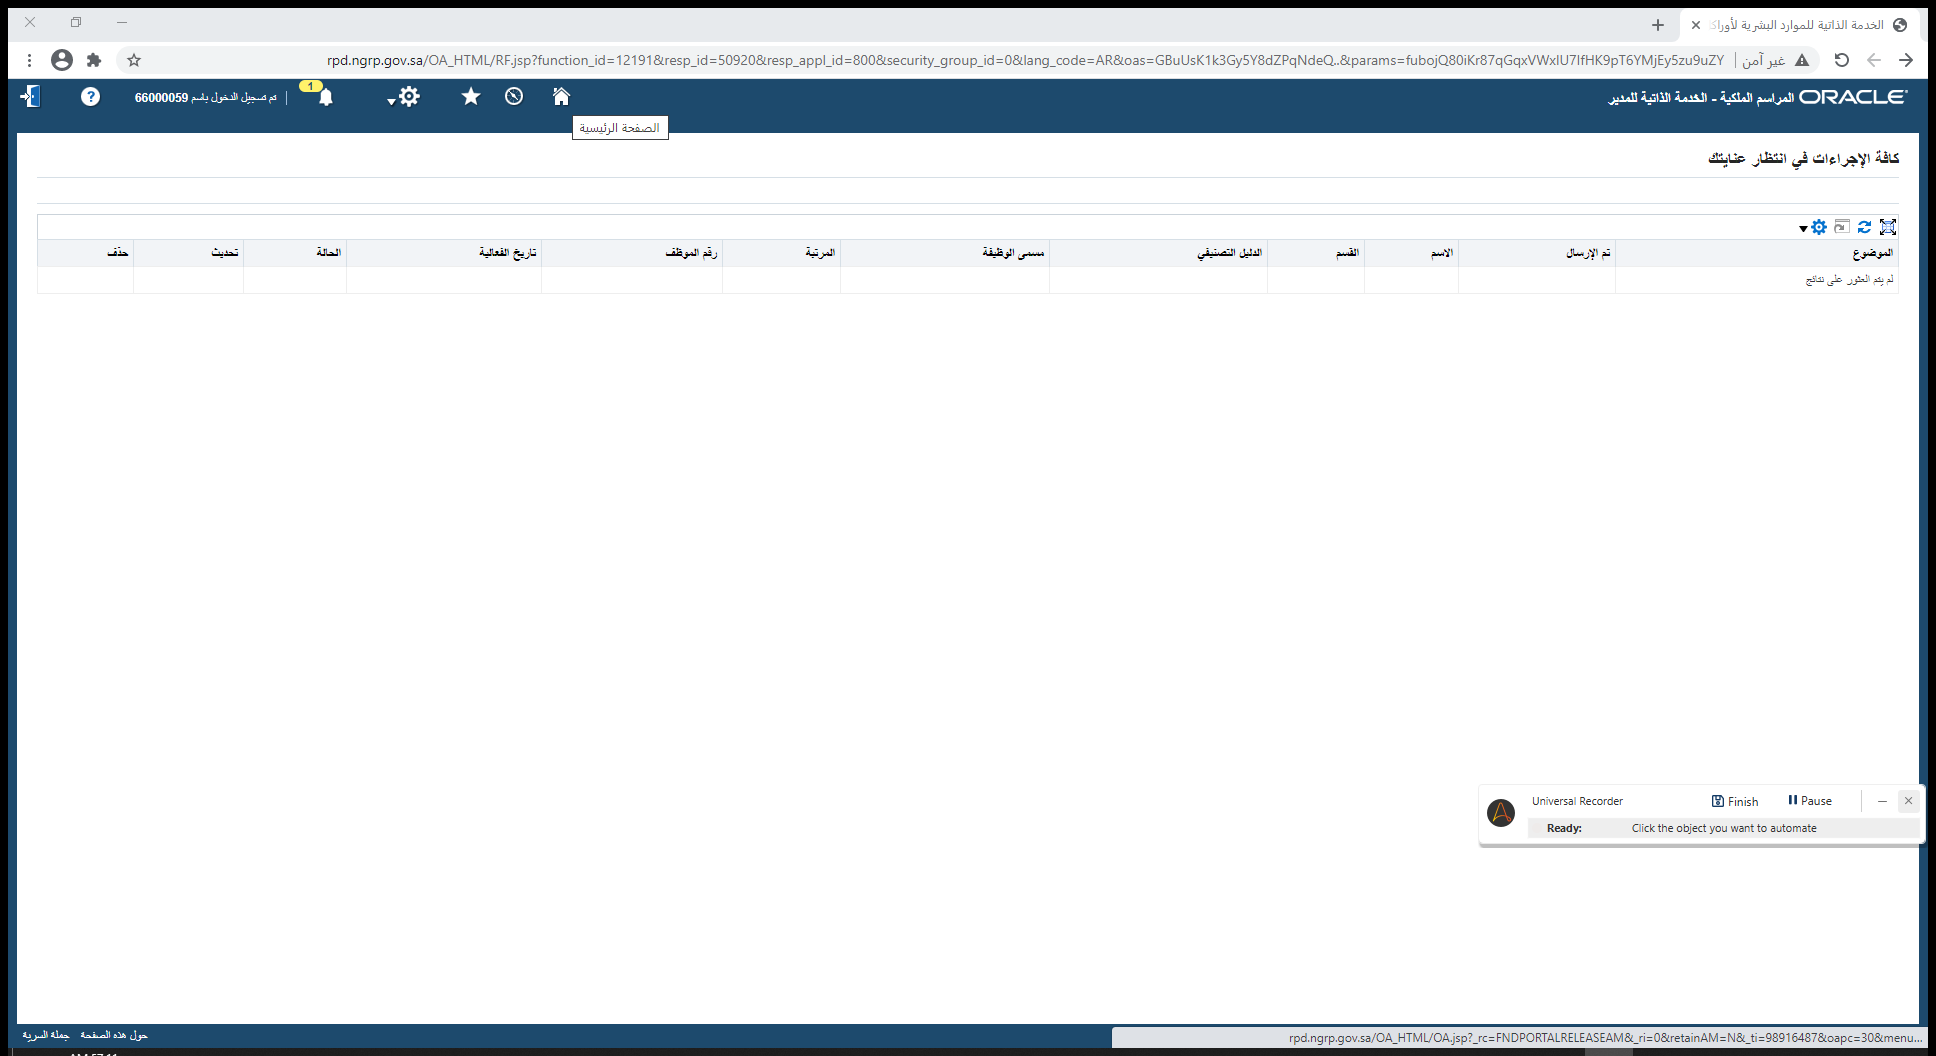 الخدمة الذاتية للموارد البشرية لأوراك
rpd.ngrp.gov.sa/OA_HTML/RF.jsp?function_id=12191&resp_id=50920&resp_appl_id=800&security_group_id=0&lang_code=AR&oas=GBuUsK1k3Gy5Y8dZPqNdeQ..&params=fubojQ80iKr87qGqxVWxIU7IfHK9pT6YMjEy5zu9uZY
غير آمن
ORACLE المراسم الملكية - الخدمة الذاتية للمدير
1
تم تسجيل الدخول باسم 66000059
الصفحة الرئيسية
كافة الإجراءات في انتظار عنايتك
الموضوع تم الإرسال الاسم القسم الدليل التصنيفي مسمى الوظيفة المرتبة رقم الموظف تاريخ الفعالية الحالة تحديث حذف
لم يتم العثور على نتائج
Universal Recorder Finish Pause
Ready: Click the object you want to automate
حول هذه الصفحة جملة السرية
rpd.ngrp.gov.sa/OA_HTML/OA.jsp?_rc=FNDPORTALRELEASEAM&_ri=0&retainAM=N&_ti=98916487&oapc=30&menu...